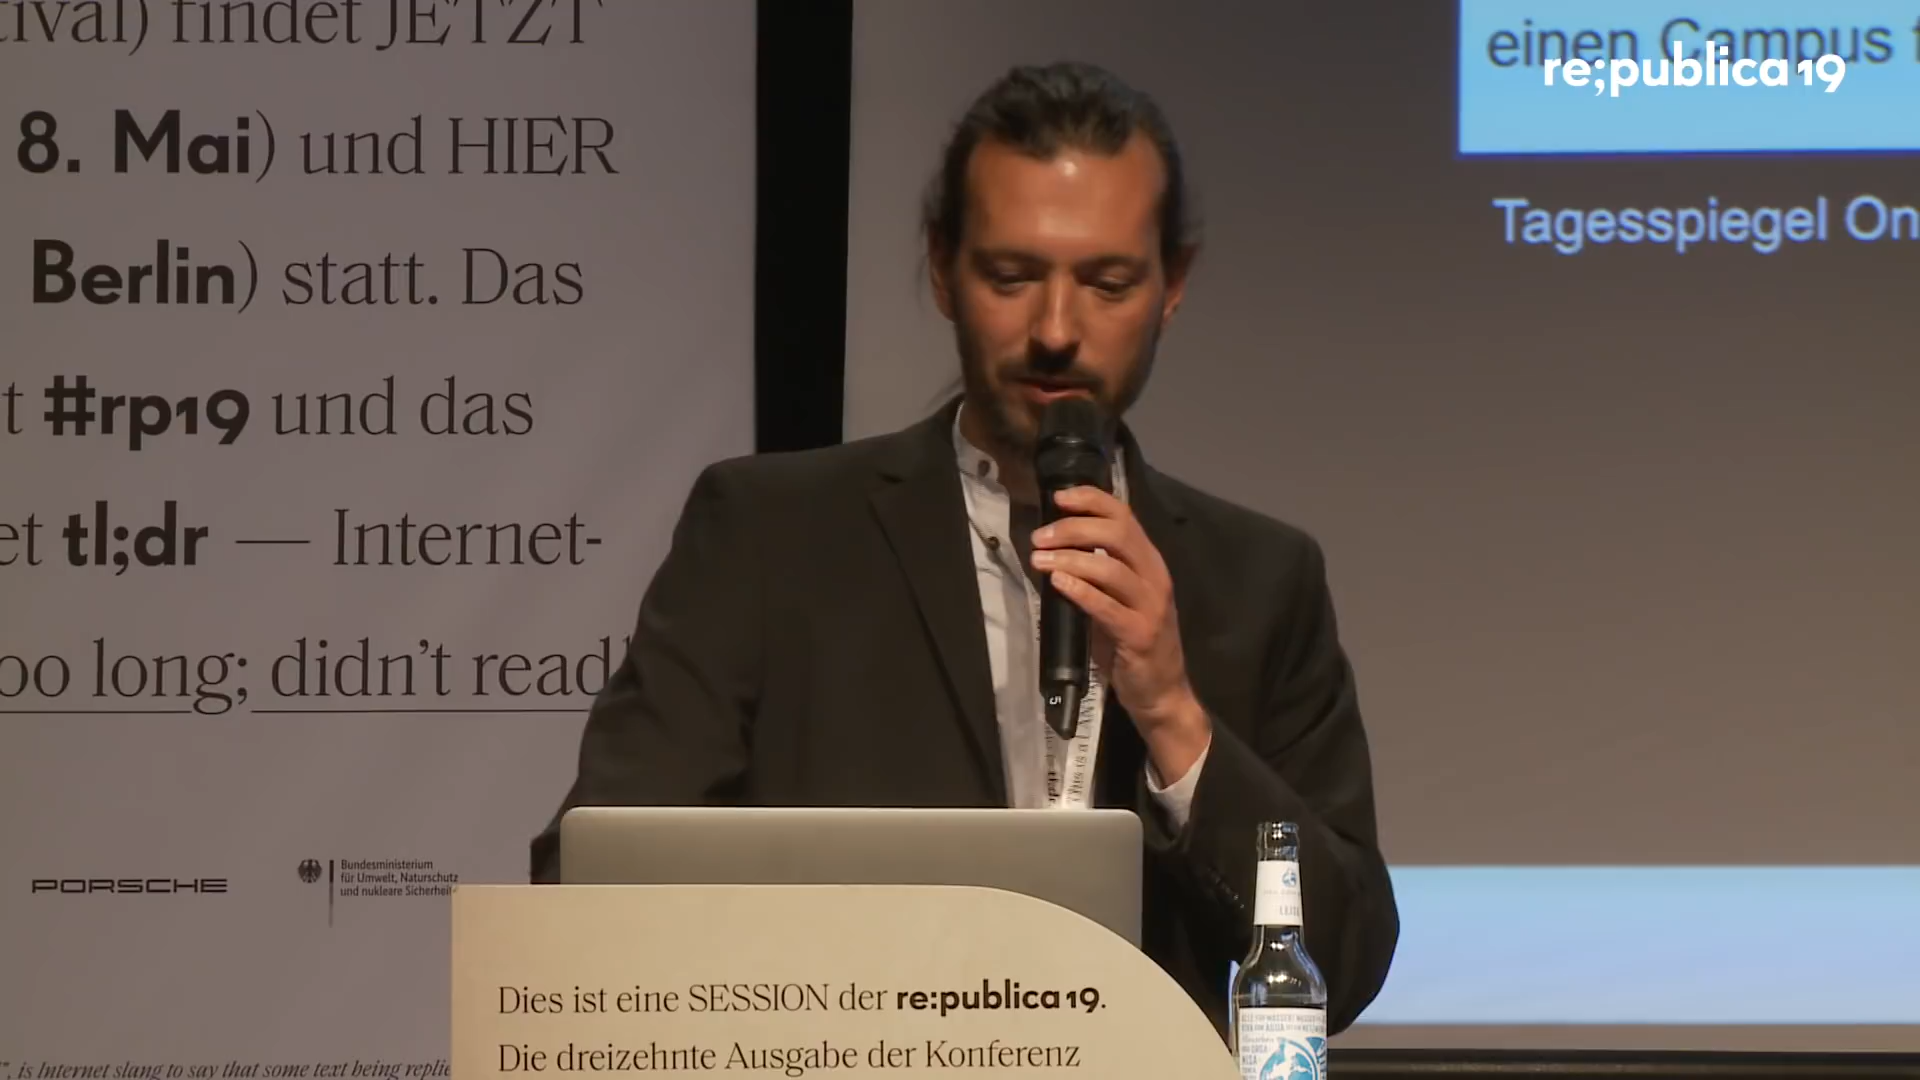 ival) findet JETZT
8. Mai) und HIER
Berlin) statt. Das
t #rp19 und das
et tl;dr — Internet-
oo long; didn't read
PORSCHE
Bundesministerium
für Umwelt, Naturschutz
und nukleare Sicherheit
", is Internet slang to say that some text being replie
einen Campus f
re;publica 19
Tagesspiegel On
Dies ist eine SESSION der re:publica 19.
Die dreizehnte Ausgabe der Konferenz
5